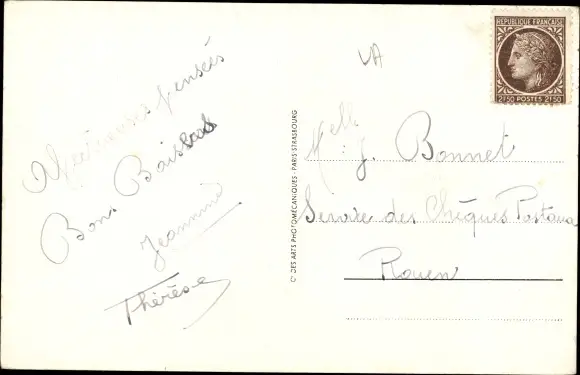 Affectueuses pensées
Bons Baisers
Jeannine
Thérèse
Cie DES ARTS PHOTOMÉCANIQUES - PARIS-STRASBOURG
REPUBLIQUE FRANÇAISE
2F50 POSTES 2F50
Melle J. Bonnet
Service des Chèques Postaux
Rouen